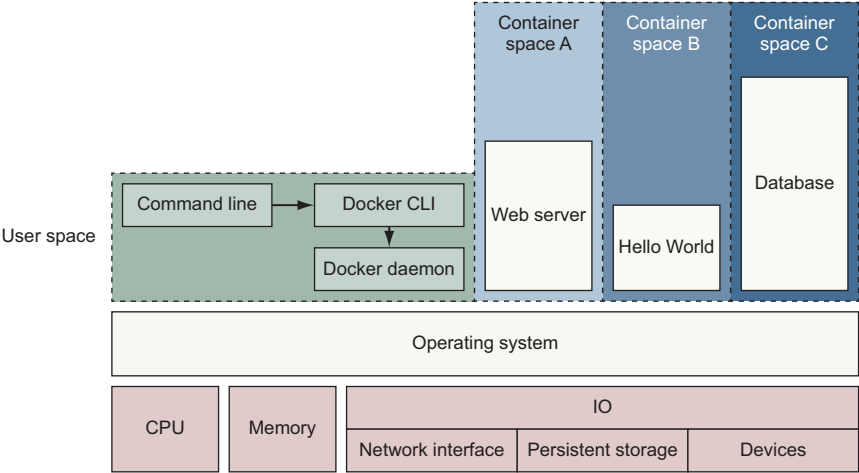 Container
space A
Container
space B
Container
space C
Command line
Docker CLI
Docker daemon
Web server
Hello World
Database
User space
Operating system
CPU
Memory
IO
Network interface
Persistent storage
Devices